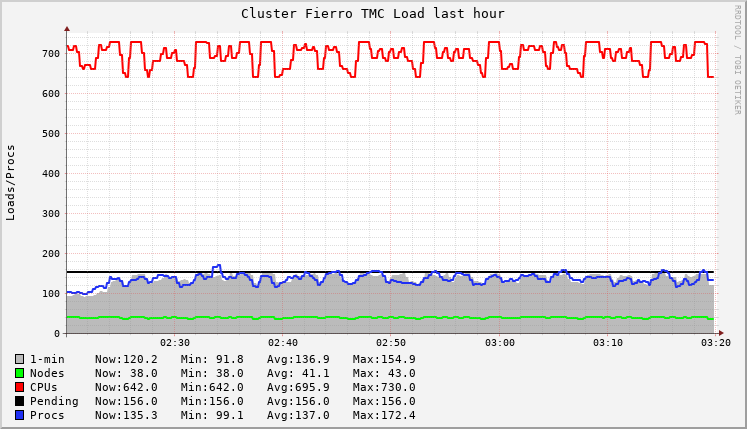 Cluster Fierro TMC Load last hour
RRDTOOL / TOBI OETIKER
Loads/Procs
700
600
500
400
300
200
100
0
02:30 02:40 02:50 03:00 03:10 03:20
1-min Now:120.2 Min: 91.8 Avg:136.9 Max:154.9
Nodes Now: 38.0 Min: 38.0 Avg: 41.1 Max: 43.0
CPUs Now:642.0 Min:642.0 Avg:695.9 Max:730.0
Pending Now:156.0 Min:156.0 Avg:156.0 Max:156.0
Procs Now:135.3 Min: 99.1 Avg:137.0 Max:172.4